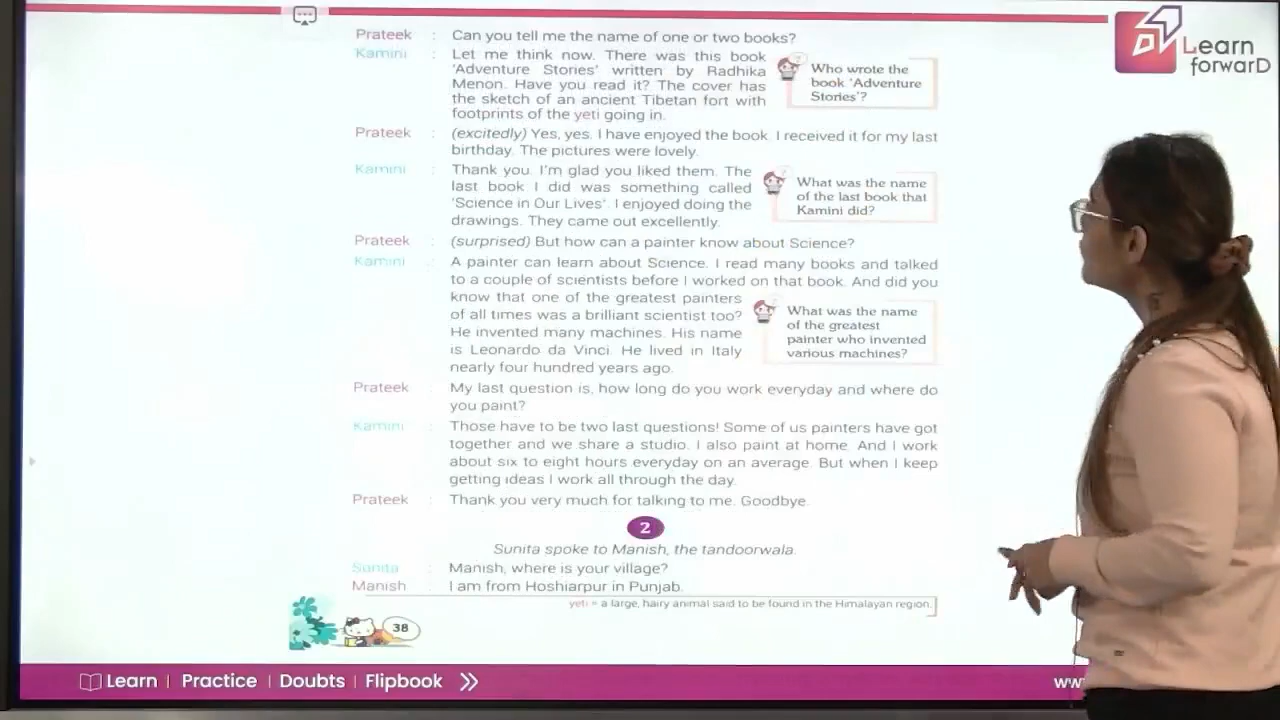 Prateek : Can you tell me the name of one or two books?
Kamini : Let me think now. There was this book
'Adventure Stories' written by Radhika
Menon. Have you read it? The cover has
the sketch of an ancient Tibetan fort with
footprints of the yeti going in.
Who wrote the
book 'Adventure
Stories'?
Prateek : (excitedly) Yes, yes. I have enjoyed the book. I received it for my last
birthday. The pictures were lovely.
Kamini : Thank you. I'm glad you liked them. The
last book I did was something called
'Science in Our Lives'. I enjoyed doing the
drawings. They came out excellently.
What was the name
of the last book that
Kamini did?
Prateek : (surprised) But how can a painter know about Science?
Kamini : A painter can learn about Science. I read many books and talked
to a couple of scientists before I worked on that book. And did you
know that one of the greatest painters
of all times was a brilliant scientist too?
He invented many machines. His name
is Leonardo da Vinci. He lived in Italy
nearly four hundred years ago.
What was the name
of the greatest
painter who invented
various machines?
Prateek : My last question is, how long do you work everyday and where do
you paint?
Kamini : Those have to be two last questions! Some of us painters have got
together and we share a studio. I also paint at home. And I work
about six to eight hours everyday on an average. But when I keep
getting ideas I work all through the day.
Prateek : Thank you very much for talking to me. Goodbye.
2
Sunita spoke to Manish, the tandoorwala.
Sunita : Manish, where is your village?
Manish : I am from Hoshiarpur in Punjab.
yeti = a large, hairy animal said to be found in the Himalayan region.
38
Learn
forwarD
Learn | Practice | Doubts | Flipbook